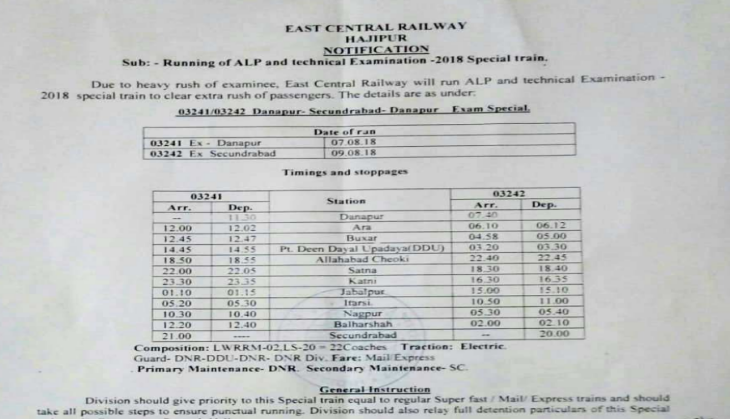 EAST CENTRAL RAILWAY
HAJIPUR
NOTIFICATION
Sub: - Running of ALP and technical Examination -2018 Special train.
Due to heavy rush of examinee, East Central Railway will run ALP and technical Examination -
2018 special train to clear extra rush of passengers. The details are as under:
03241/03242 Danapur- Secundrabad- Danapur Exam Special.
Date of run
03241 Ex - Danapur 07.08.18
03242 Ex Secundrabad 09.08.18
Timings and stoppages
03241 Station 03242
Arr. Dep. Arr. Dep.
-- 11.30 Danapur 07.40
12.00 12.02 Ara 06.10 06.12
12.45 12.47 Buxar 04.58 05.00
14.45 14.55 Pt. Deen Dayal Upadaya(DDU) 03.20 03.30
18.50 18.55 Allahabad Cheoki 22.40 22.45
22.00 22.05 Satna 18.30 18.40
23.30 23.35 Katni 16.30 16.35
01.10 01.15 Jabalpur 15.00 15.10
05.20 05.30 Itarsi 10.50 11.00
10.30 10.40 Nagpur 05.30 05.40
12.20 12.40 Balharshah 02.00 02.10
21.00 ---- Secundrabad -- 20.00
Composition: LWRRM-02,LS-20 = 22Coaches Traction: Electric.
Guard- DNR-DDU-DNR- DNR Div. Fare: Mail/Express
. Primary Maintenance- DNR. Secondary Maintenance- SC.
General Instruction
Division should give priority to this Special train equal to regular Super fast / Mail/ Express trains and should
take all possible steps to ensure punctual running. Division should also relay full detention particulars of this Special